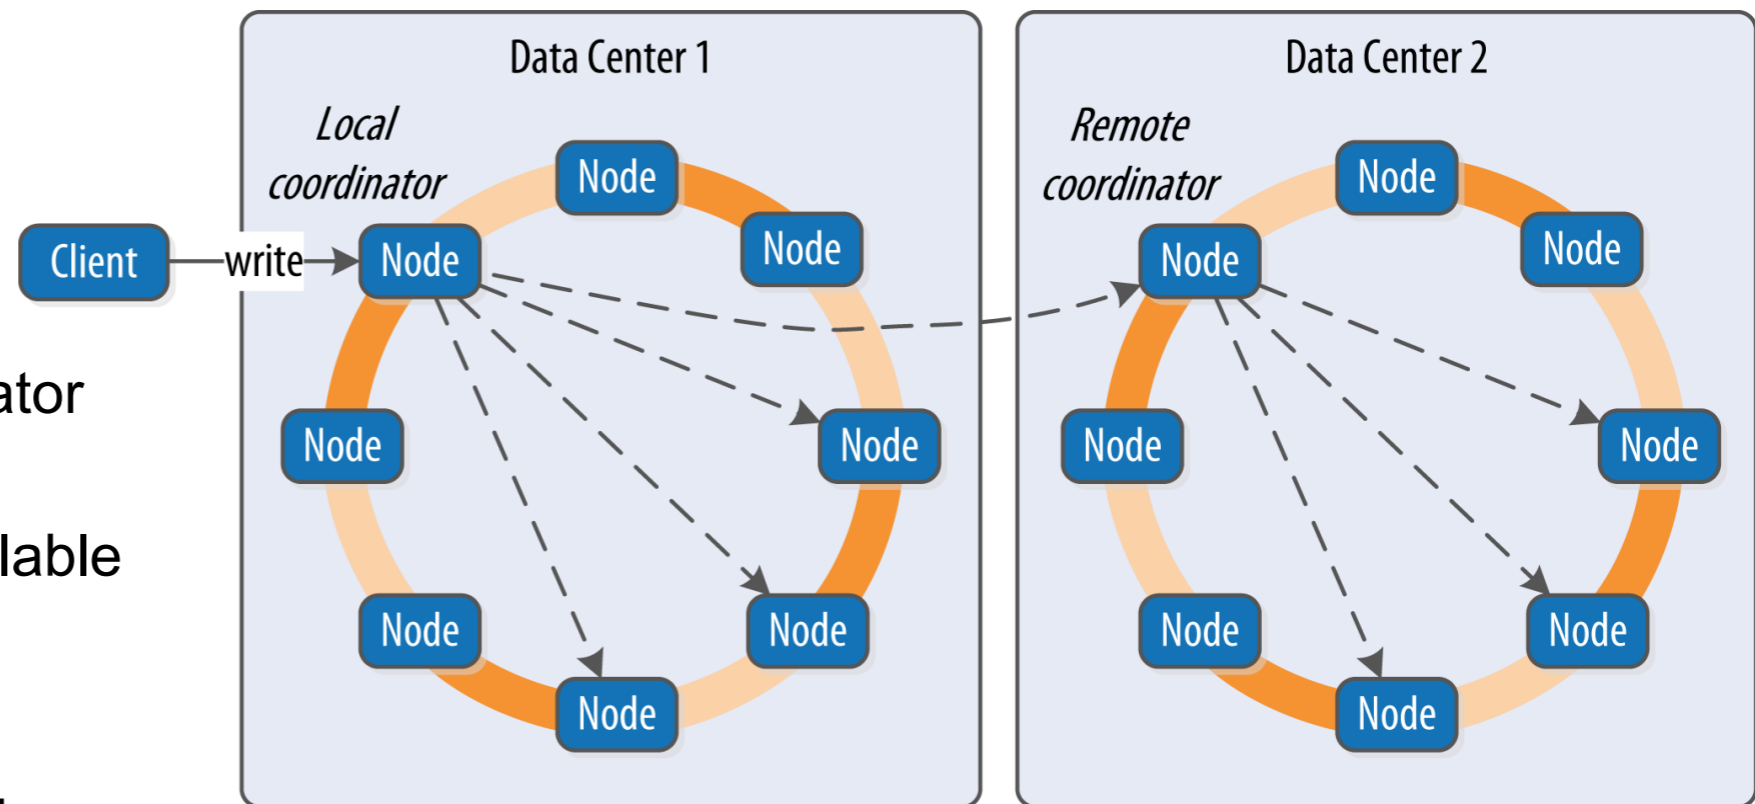 Data Center 1
Data Center 2
Local
coordinator
Remote
coordinator
Node
Node
Node
Node
Client
write
Node
Node
ator
Node
Node
Node
Node
lable
Node
Node
Node
Node
Node
Node